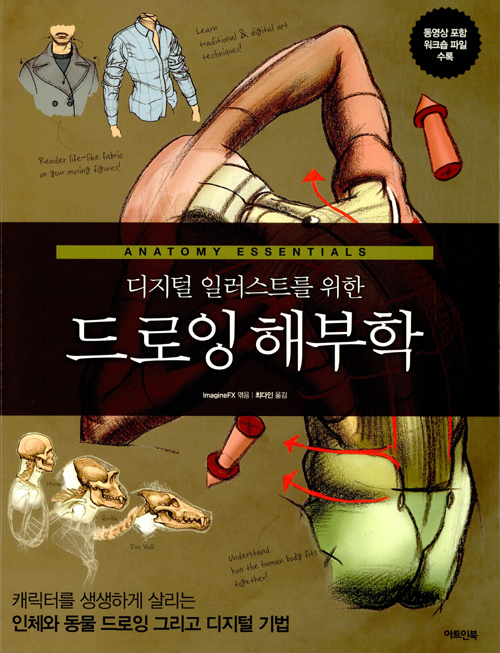 Learn
traditional & digital art
techniques!
동영상 포함
워크숍 파일
수록
Render life-like fabric
on your moving figures!
ANATOMY ESSENTIALS
디지털 일러스트를 위한
드로잉 해부학
ImagineFX 엮음 | 최다인 옮김
Understand
how the human body fits
together!
캐릭터를 생생하게 살리는
인체와 동물 드로잉 그리고 디지털 기법
아트인북